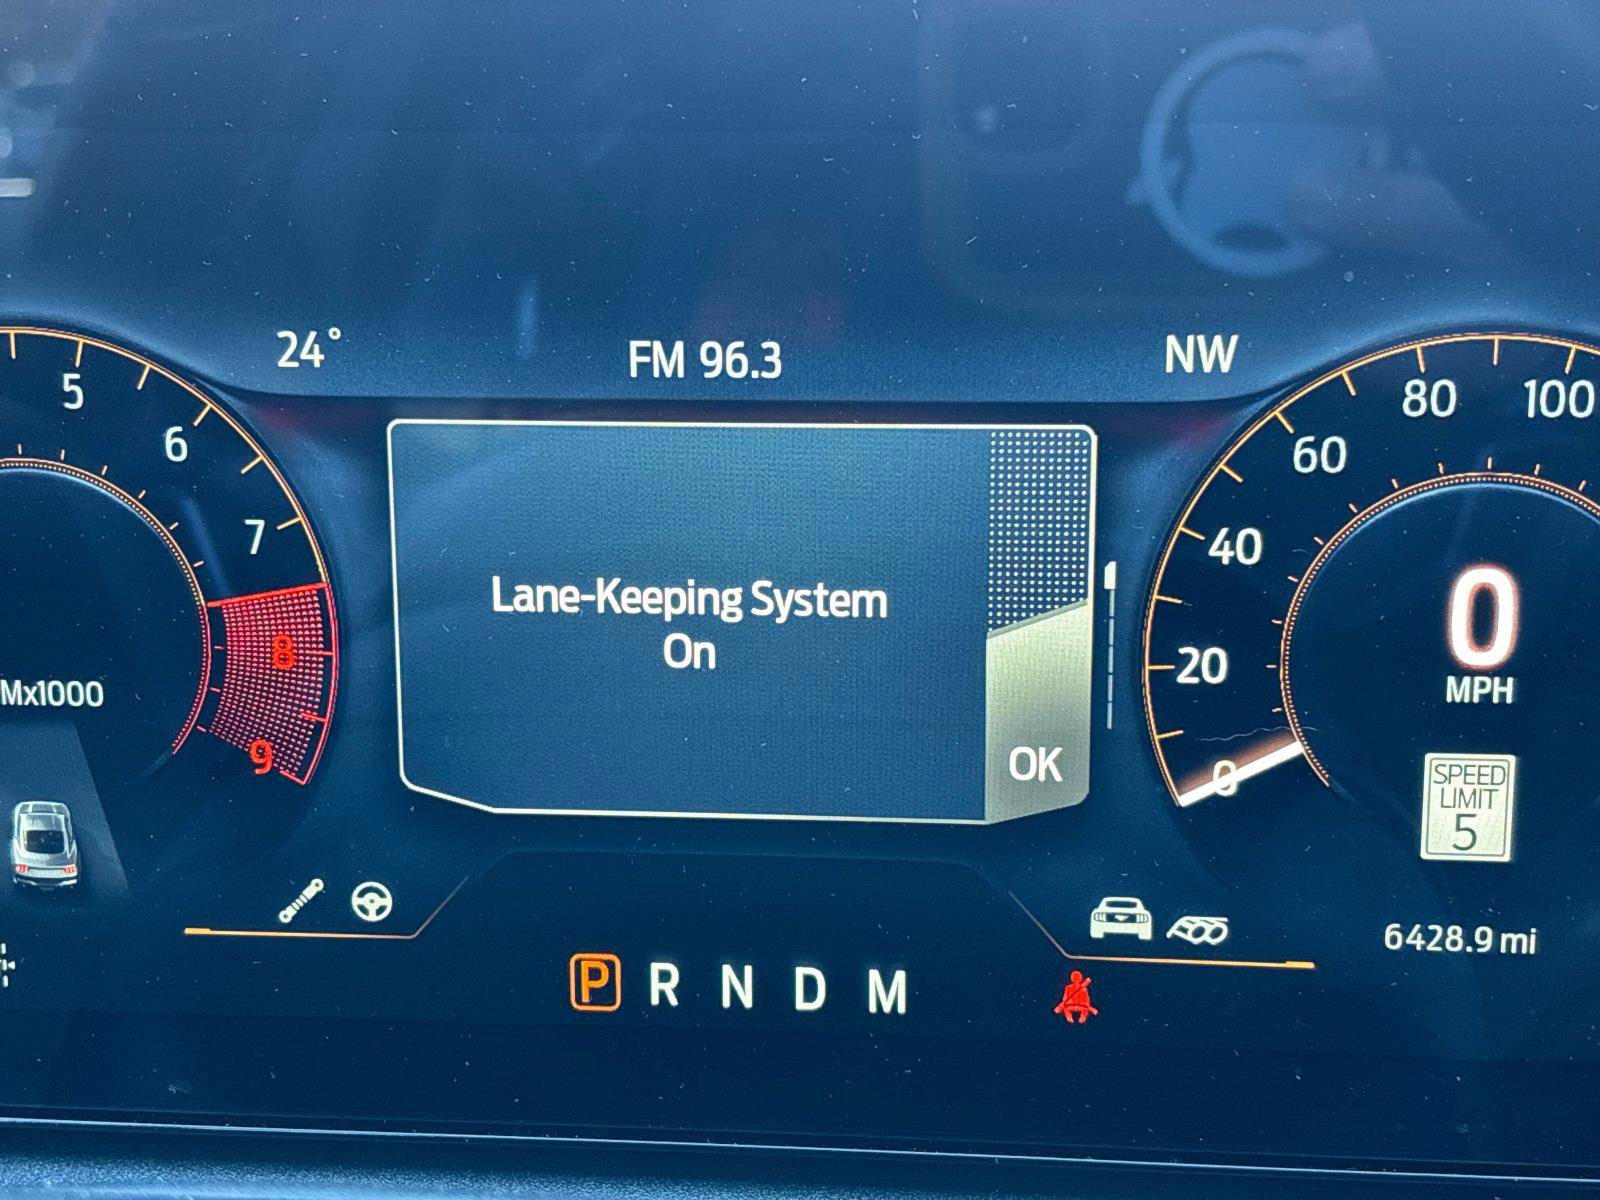 24°
FM 96.3
NW
5
6
7
8
9
Mx1000
Lane-Keeping System
On
OK
0
20
40
60
80
100
0
MPH
SPEED
LIMIT
5
6428.9 mi
P R N D M